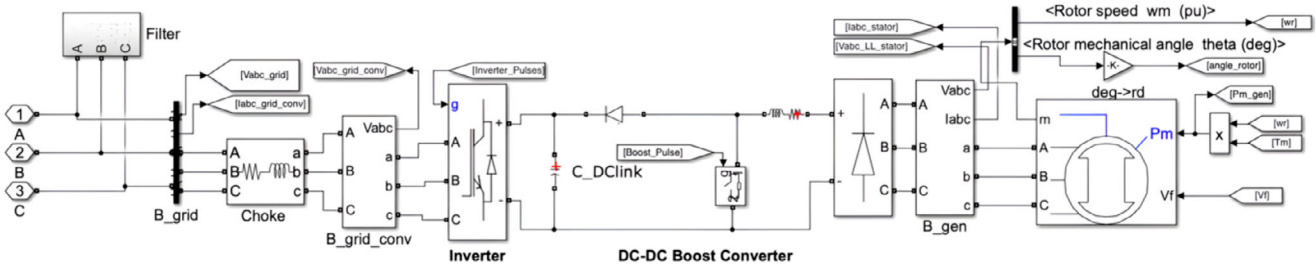 Filter
A B C
[Vabc_grid]
[Iabc_grid_conv]
1
A
2
B
3
C
B_grid
A
B
C
a
b
c
Choke
[Vabc_grid_conv]
A
B
C
Vabc
a
b
c
B_grid_conv
[Inverter_Pulses]
g
A
B
C
+
-
Inverter
C_DClink
[Boost_Pulse]
DC-DC Boost Converter
+
-
A
B
C
[Iabc_stator]
[Vabc_LL_stator]
A
B
C
Vabc
Iabc
a
b
c
B_gen
<Rotor speed wm (pu)>
[wr]
<Rotor mechanical angle theta (deg)>
-K-
[angle_rotor]
deg->rd
m
A
B
C
Pm
Vf
[Pm_gen]
x
[wr]
[Tm]
[Vf]